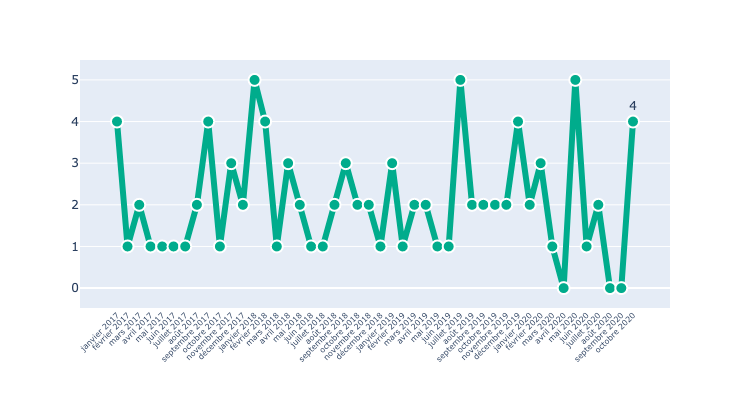 5
4
4
3
2
1
0
janvier 2017
février 2017
mars 2017
avril 2017
mai 2017
juin 2017
juillet 2017
août 2017
septembre 2017
octobre 2017
novembre 2017
décembre 2017
janvier 2018
février 2018
mars 2018
avril 2018
mai 2018
juin 2018
juillet 2018
août 2018
septembre 2018
octobre 2018
novembre 2018
décembre 2018
janvier 2019
février 2019
mars 2019
avril 2019
mai 2019
juin 2019
juillet 2019
août 2019
septembre 2019
octobre 2019
novembre 2019
décembre 2019
janvier 2020
février 2020
mars 2020
avril 2020
mai 2020
juin 2020
juillet 2020
août 2020
septembre 2020
octobre 2020